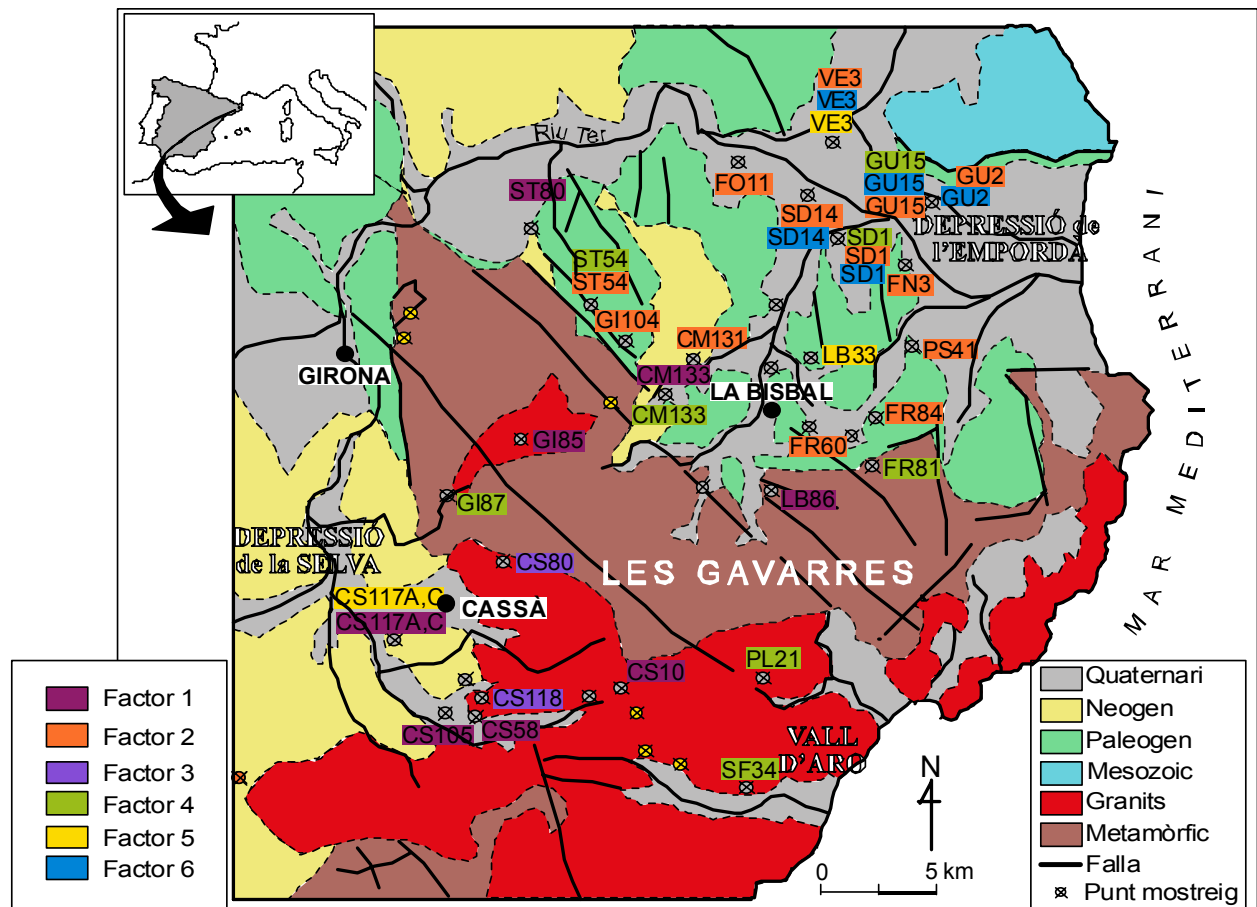 VE3
VE3
VE3
Riu Ter
GU15
GU15
GU15
GU2
GU2
FO11
ST80
SD14
SD14
SD1
SD1
SD1
DEPRESSIÓ de
l'EMPORDÀ
FN3
ST54
ST54
GI104
CM131
LB33
PS41
GIRONA
CM133
CM133
LA BISBAL
FR84
FR60
GI85
FR81
GI87
LB86
MAR MEDITERRANI
DEPRESSIÓ
de la SELVA
CS80
LES GAVARRES
CS117A,C
CS117A,C
CASSÀ
PL21
CS10
CS118
CS105
CS58
VALL
D'ARO
SF34
N
0 5 km
Factor 1
Factor 2
Factor 3
Factor 4
Factor 5
Factor 6
Quaternari
Neogen
Paleogen
Mesozoic
Granits
Metamòrfic
Falla
Punt mostreig